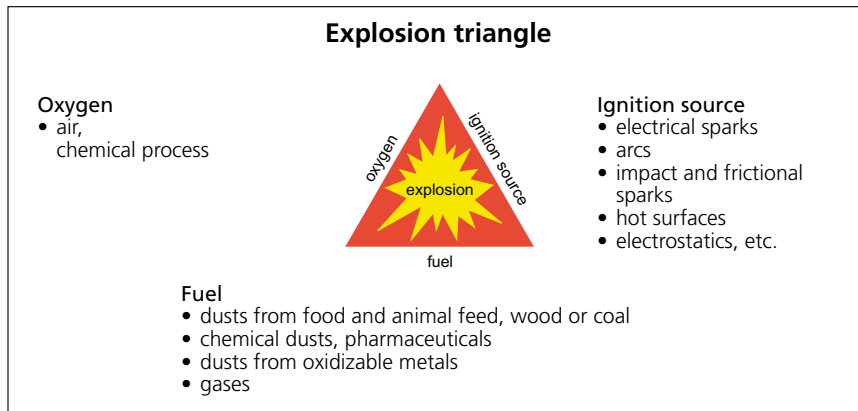 Explosion triangle
Oxygen
• air,
chemical process
oxygen
ignition source
explosion
fuel
Ignition source
• electrical sparks
• arcs
• impact and frictional
sparks
• hot surfaces
• electrostatics, etc.
Fuel
• dusts from food and animal feed, wood or coal
• chemical dusts, pharmaceuticals
• dusts from oxidizable metals
• gases